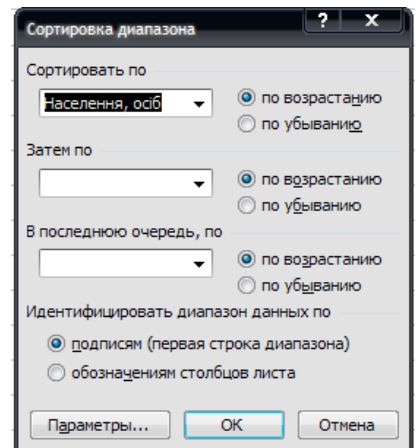 Сортировка диапазона
? X
Сортировать по
Населення, осіб
по возрастанию
по убыванию
Затем по
по возрастанию
по убыванию
В последнюю очередь, по
по возрастанию
по убыванию
Идентифицировать диапазон данных по
подписям (первая строка диапазона)
обозначениям столбцов листа
Параметры... ОК Отмена